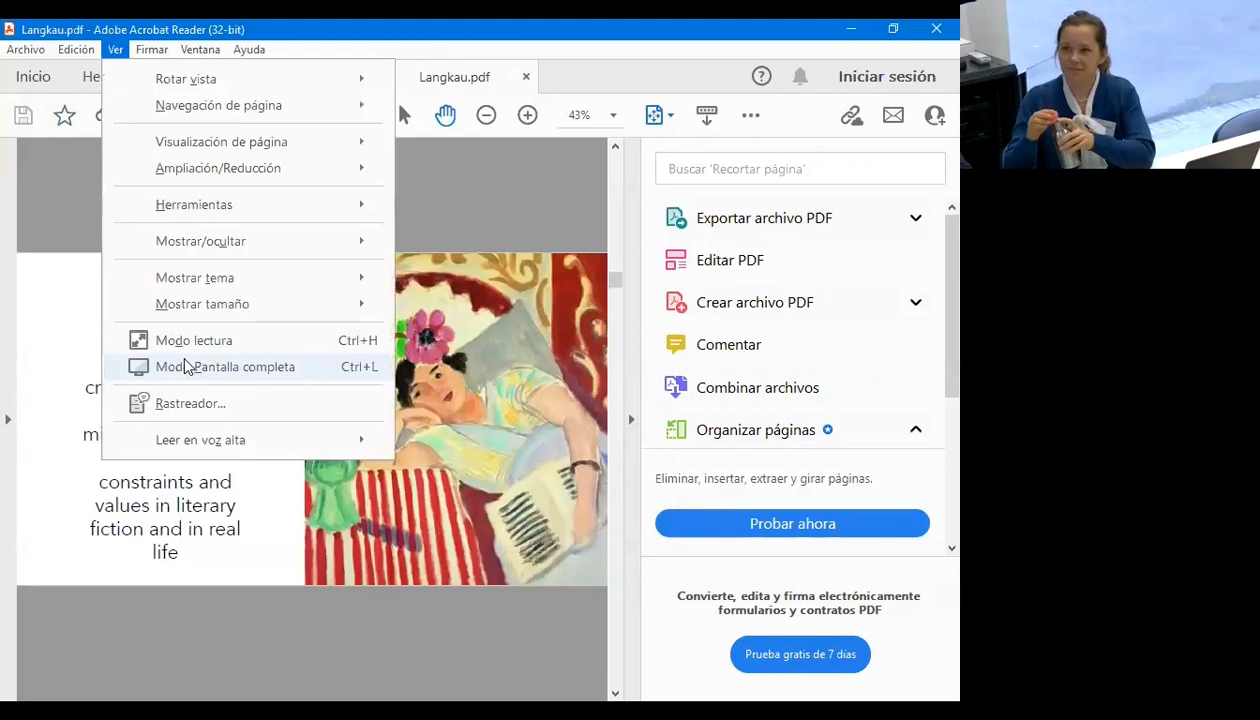 Langkau.pdf - Adobe Acrobat Reader (32-bit)
Archivo Edición Ver Firmar Ventana Ayuda
Inicio
Langkau.pdf
Iniciar sesión
43%
Rotar vista
Navegación de página
Visualización de página
Ampliación/Reducción
Herramientas
Mostrar/ocultar
Mostrar tema
Mostrar tamaño
Modo lectura Ctrl+H
Modo Pantalla completa Ctrl+L
Rastreador...
Leer en voz alta
constraints and
values in literary
fiction and in real
life
Buscar 'Recortar página'
Exportar archivo PDF
Editar PDF
Crear archivo PDF
Comentar
Combinar archivos
Organizar páginas
Eliminar, insertar, extraer y girar páginas.
Probar ahora
Convierte, edita y firma electrónicamente
formularios y contratos PDF
Prueba gratis de 7 días